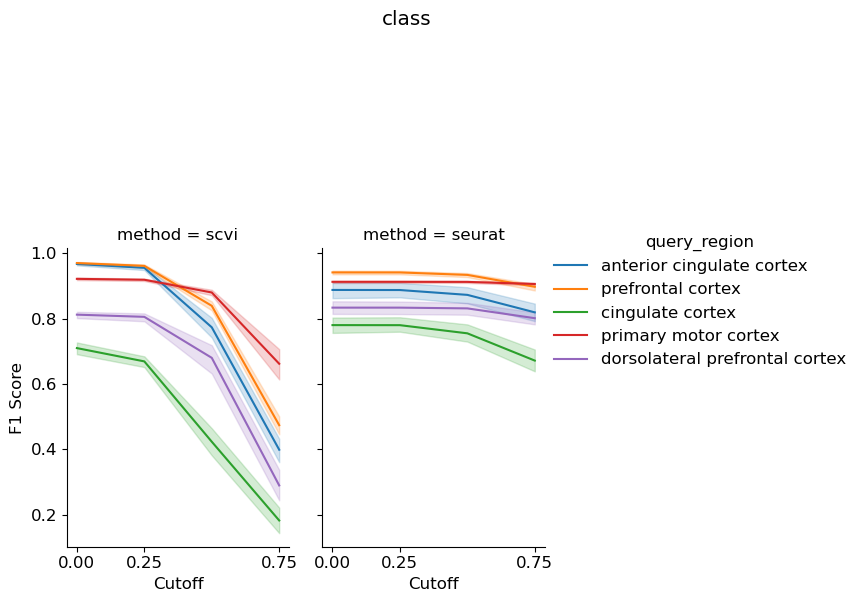 class
method = scvi
method = seurat
query_region
anterior cingulate cortex
prefrontal cortex
cingulate cortex
primary motor cortex
dorsolateral prefrontal cortex
F1 Score
1.0
0.8
0.6
0.4
0.2
0.00 0.25 0.75
0.00 0.25 0.75
Cutoff
Cutoff